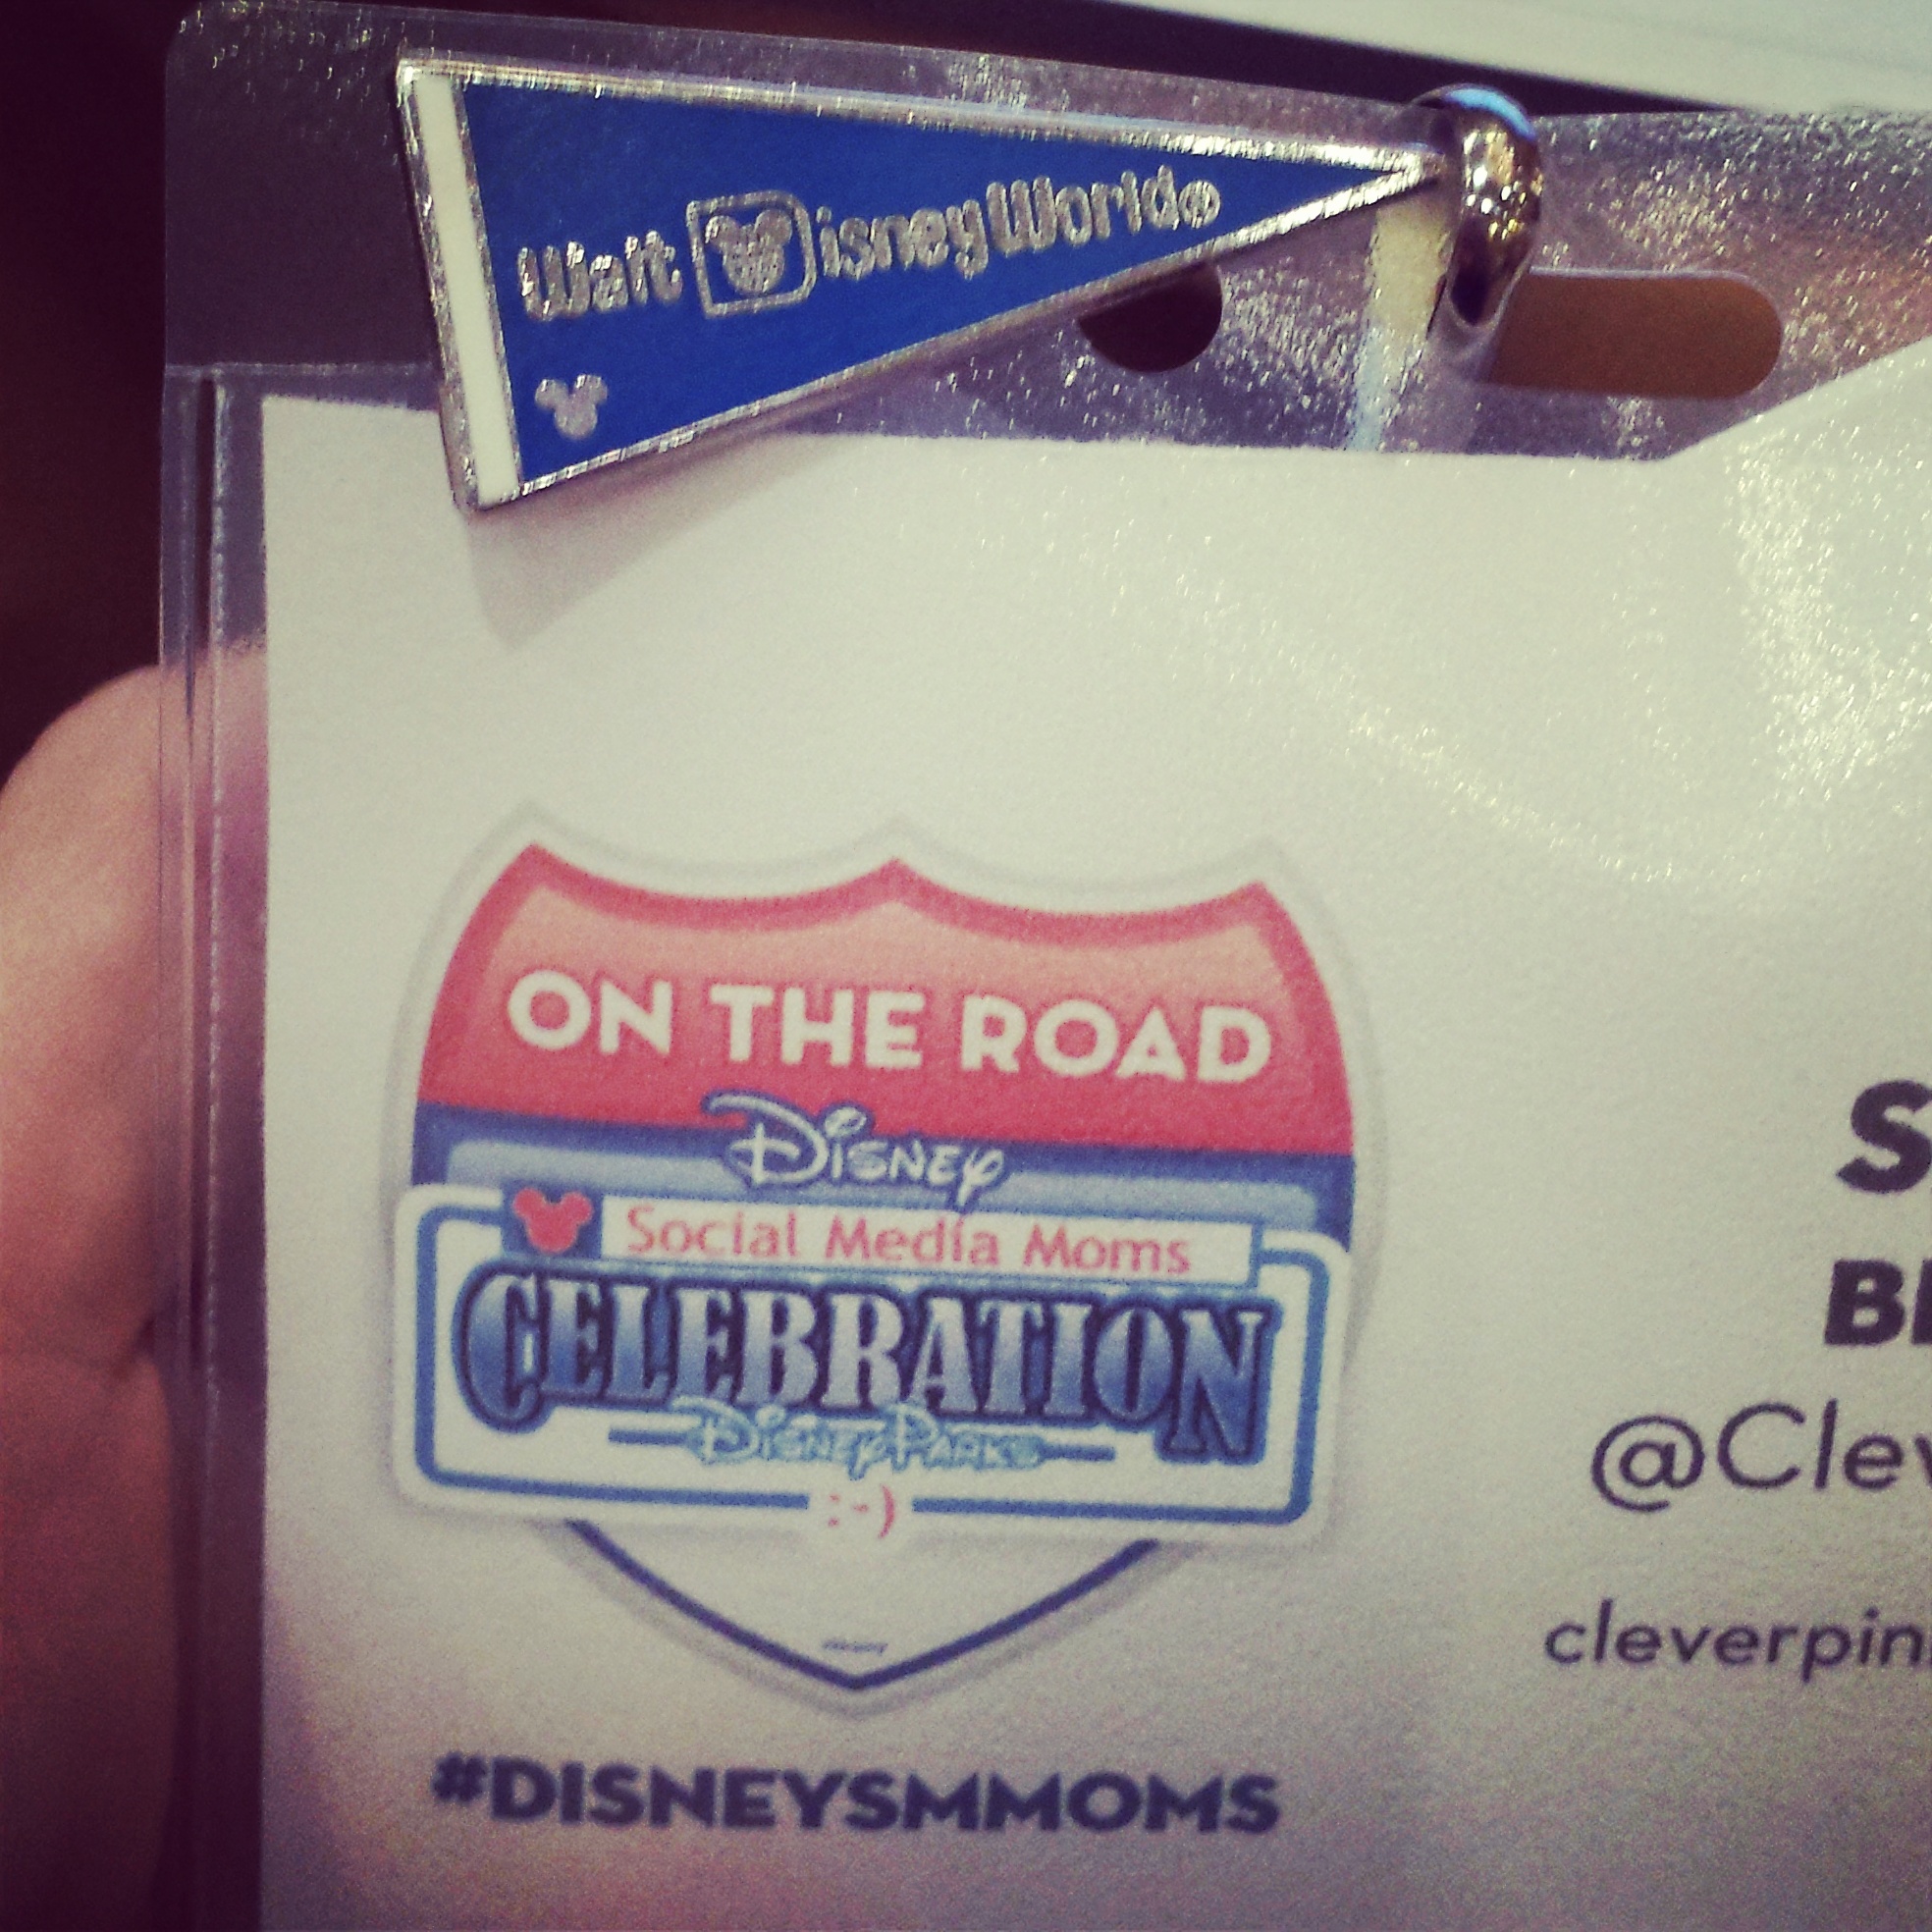 Walt Disney World®
ON THE ROAD
Disney
Social Media Moms
CELEBRATION
Disney Parks
:-)
#DISNEYSMMOMS
S
@Clev
cleverpin